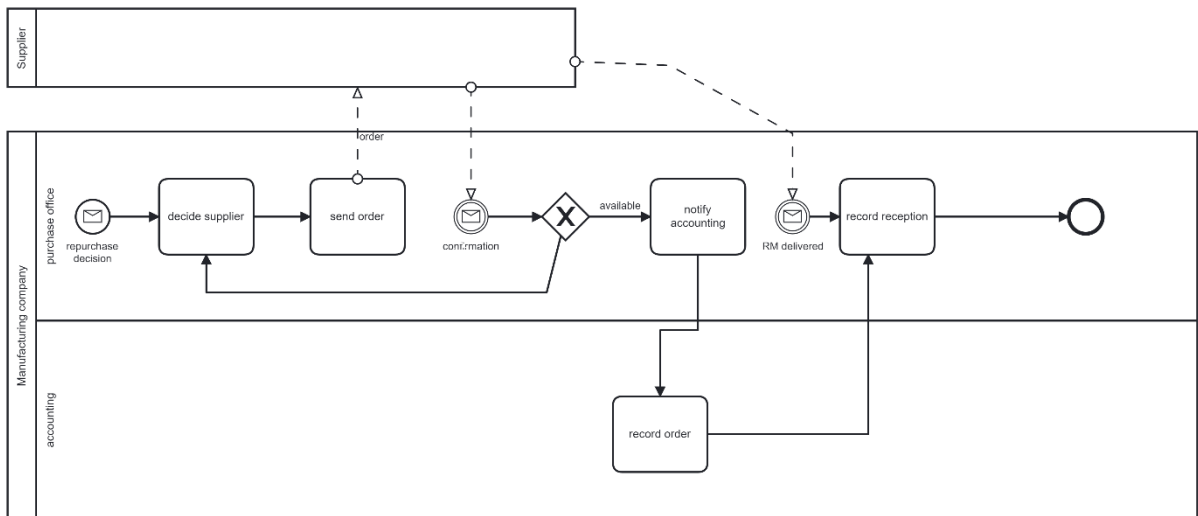 Supplier
order
Manufacturing company
purchase office
repurchase
decision
decide supplier
send order
confirmation
available
notify
accounting
RM delivered
record reception
accounting
record order